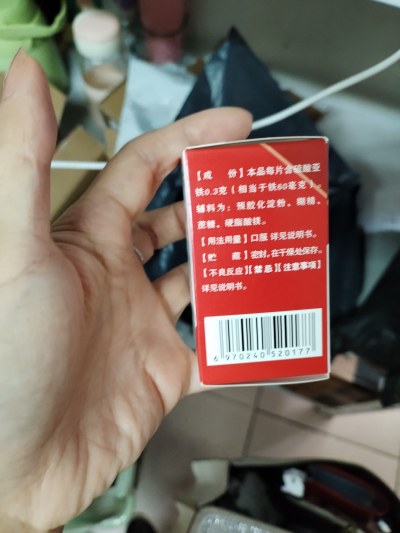 【成 份】本品每片含硫酸亚
铁0.3克（相当于铁60毫克）
辅料为：预胶化淀粉、糊精、
蔗糖、硬脂酸镁。
【用法用量】口服 详见说明书。
【贮 藏】密封，在干燥处保存。
【不良反应】【禁忌】【注意事项】
详见说明书。
6 970240 520177